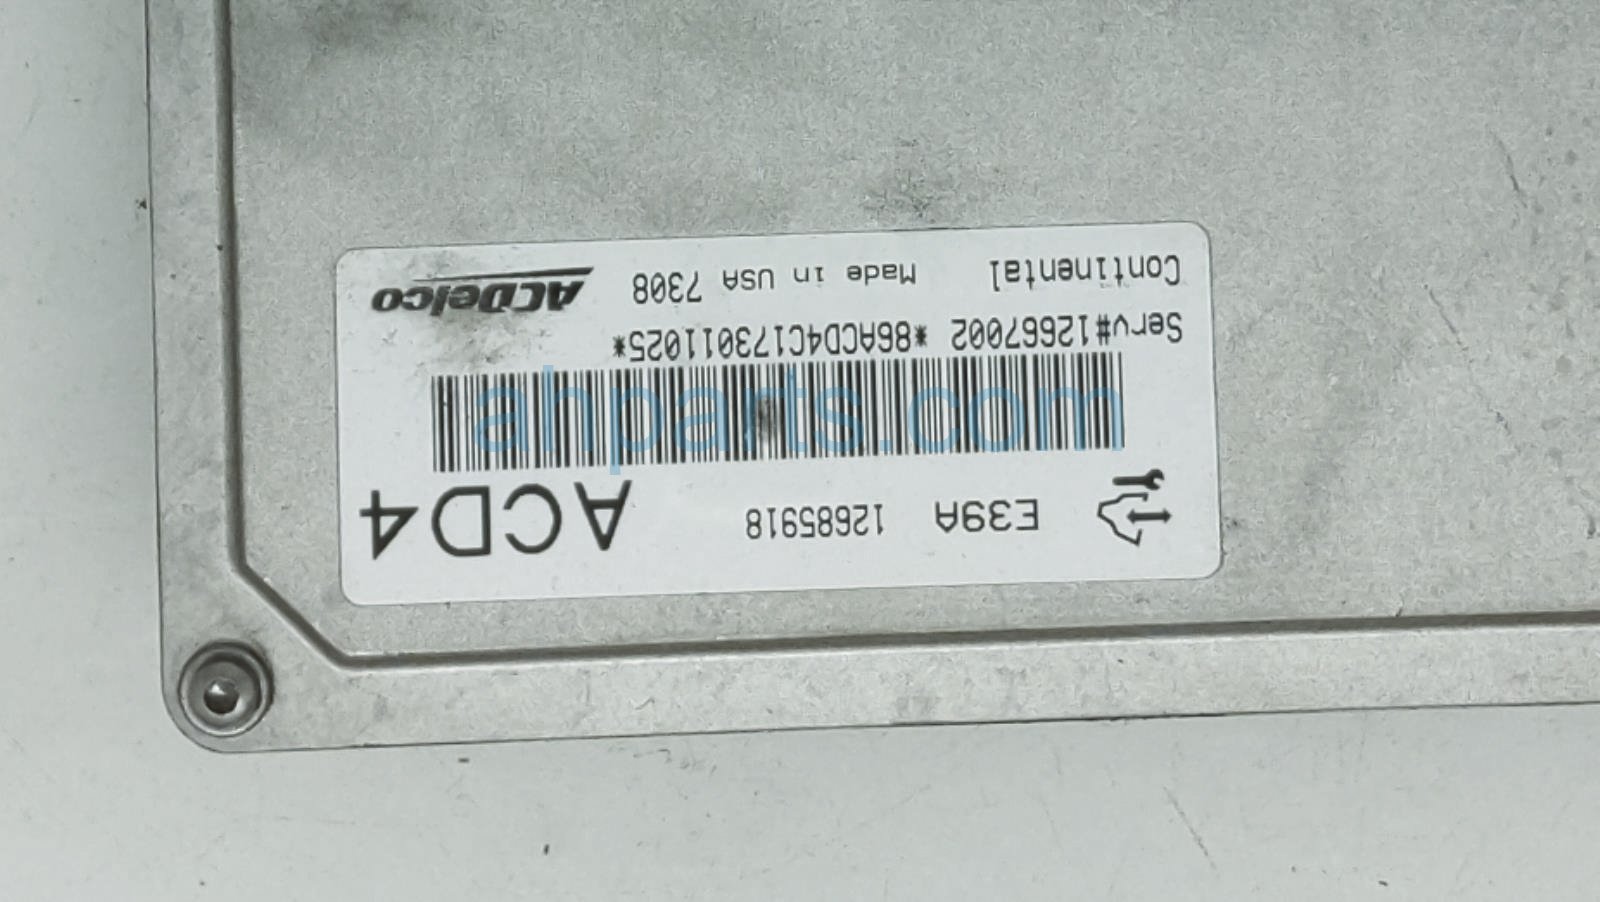 E39A 12685918 ACD4
Serv#12667002 *86ACD4C173011025*
Continental Made in USA 7308 ACDelco
ahparts.com